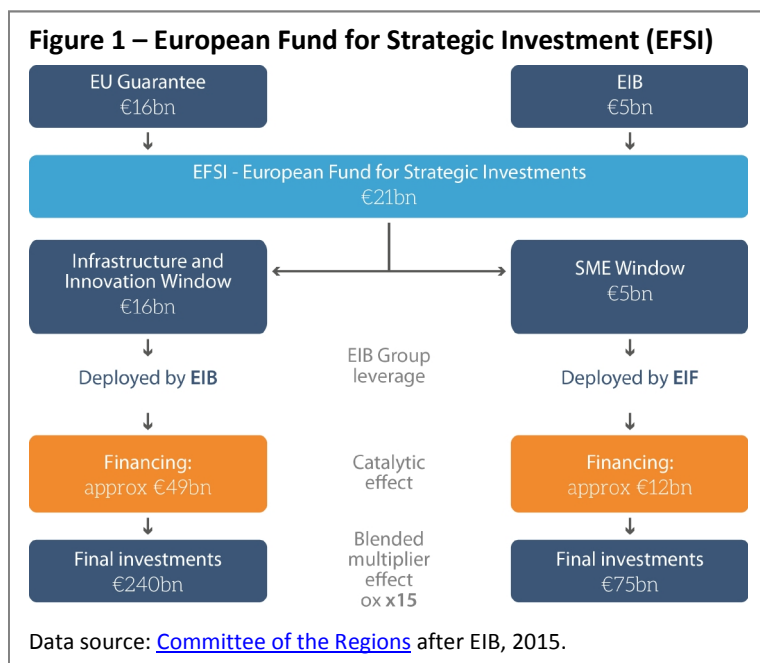 Figure 1 – European Fund for Strategic Investment (EFSI)
EU Guarantee
€16bn
EIB
€5bn
EFSI - European Fund for Strategic Investments
€21bn
Infrastructure and
Innovation Window
€16bn
SME Window
€5bn
EIB Group
leverage
Deployed by EIB
Deployed by EIF
Financing:
approx €49bn
Catalytic
effect
Financing:
approx €12bn
Final investments
€240bn
Blended
multiplier
effect
ox x15
Final investments
€75bn
Data source: Committee of the Regions after EIB, 2015.